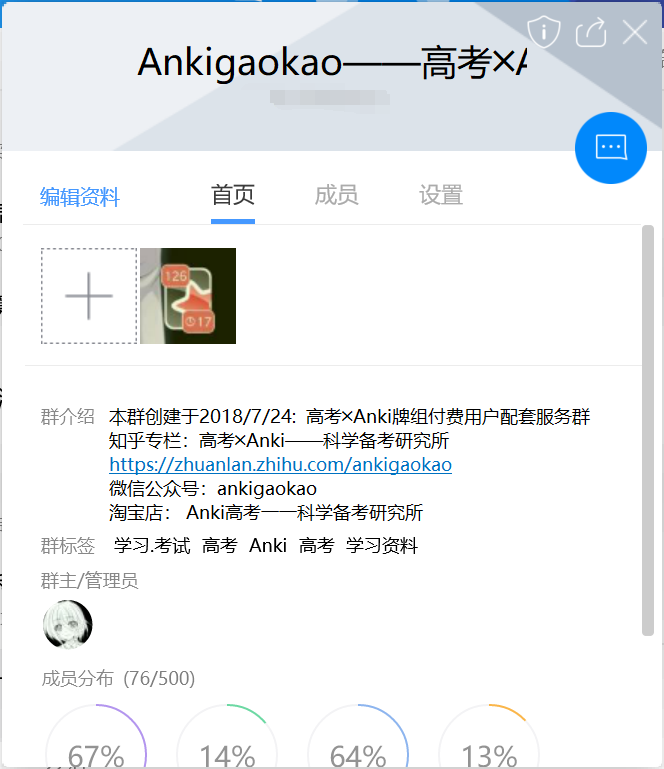 Ankigaokao——高考×A
编辑资料 首页 成员 设置
126
17
群介绍 本群创建于2018/7/24: 高考×Anki牌组付费用户配套服务群
知乎专栏：高考×Anki——科学备考研究所
https://zhuanlan.zhihu.com/ankigaokao
微信公众号：ankigaokao
淘宝店： Anki高考一一科学备考研究所
群标签 学习.考试 高考 Anki 高考 学习资料
群主/管理员
成员分布 (76/500)
67% 14% 64% 13%